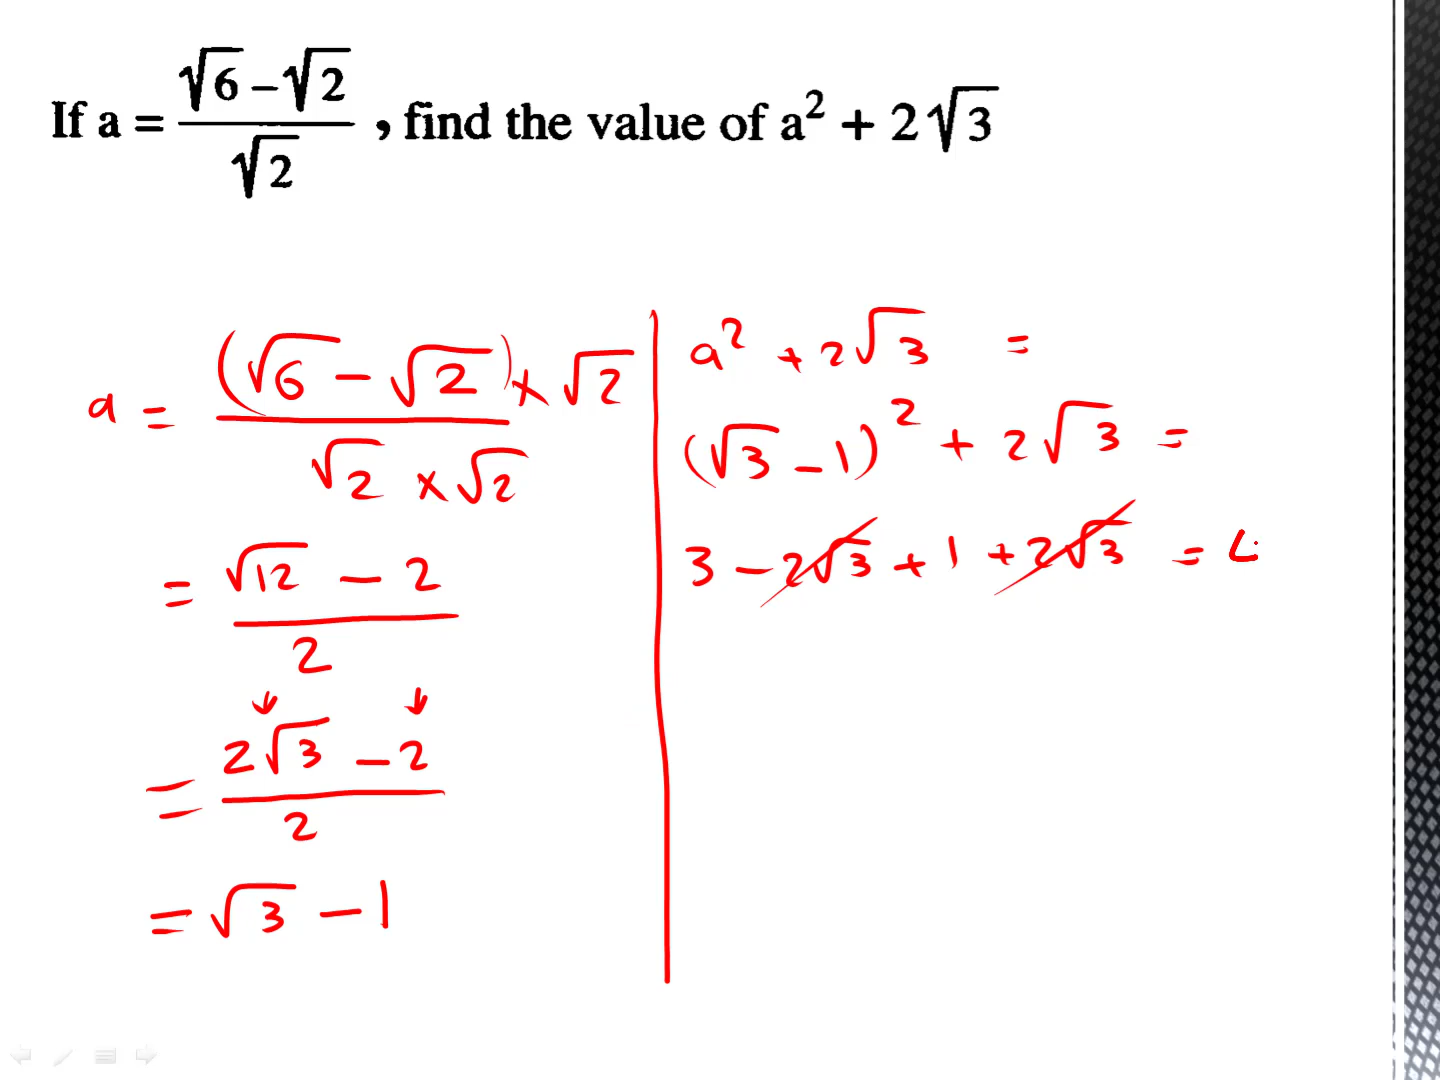 If a = (√6 − √2)/√2 , find the value of a² + 2√3
a = ((√6 − √2) × √2)/(√2 × √2)
= (√12 − 2)/2
= (2√3 − 2)/2
= √3 − 1
a² + 2√3 =
(√3 − 1)² + 2√3 =
3 − 2√3 + 1 + 2√3 =